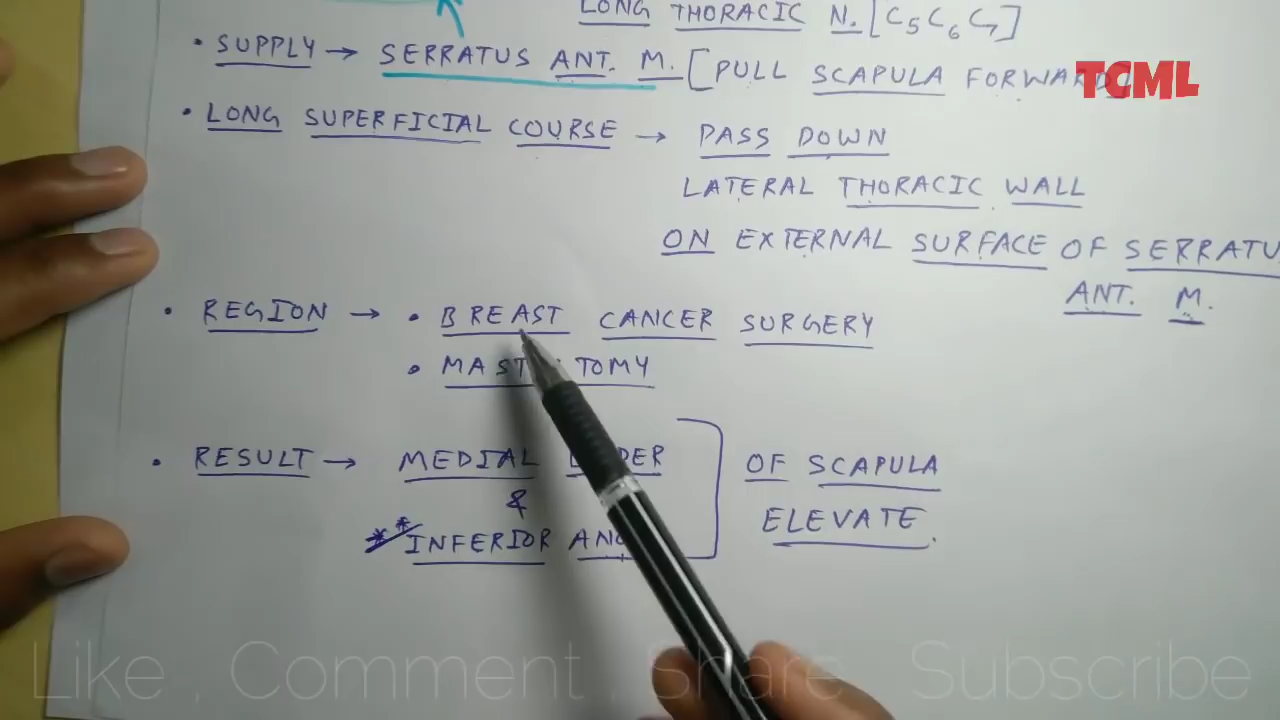 LONG THORACIC N. [C5 C6 C7]
• SUPPLY → SERRATUS ANT. M. [PULL SCAPULA FORWARD]
TCML
• LONG SUPERFICIAL COURSE → PASS DOWN
LATERAL THORACIC WALL
ON EXTERNAL SURFACE OF SERRATU
ANT. M.
• REGION → • BREAST CANCER SURGERY
•
• RESULT → MEDIAL OF SCAPULA
& ELEVATE.
** INFERIOR
Like , Comment , Share , Subscribe